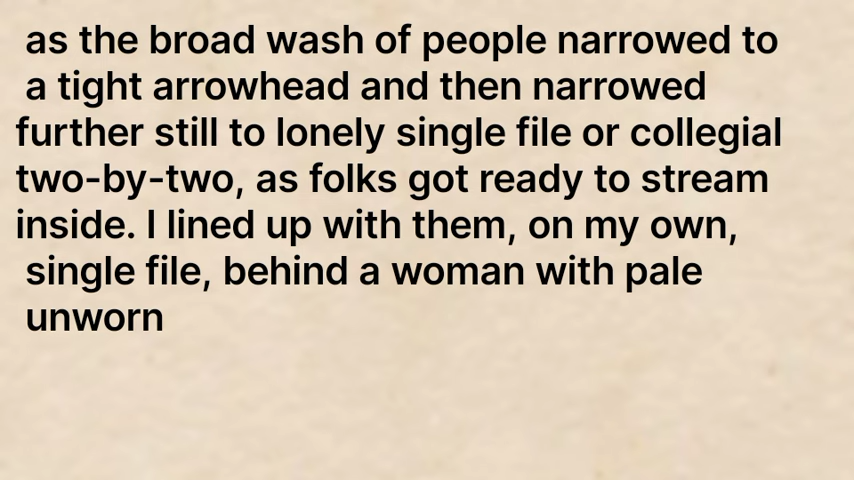 as the broad wash of people narrowed to
a tight arrowhead and then narrowed
further still to lonely single file or collegial
two-by-two, as folks got ready to stream
inside. I lined up with them, on my own,
single file, behind a woman with pale
unworn